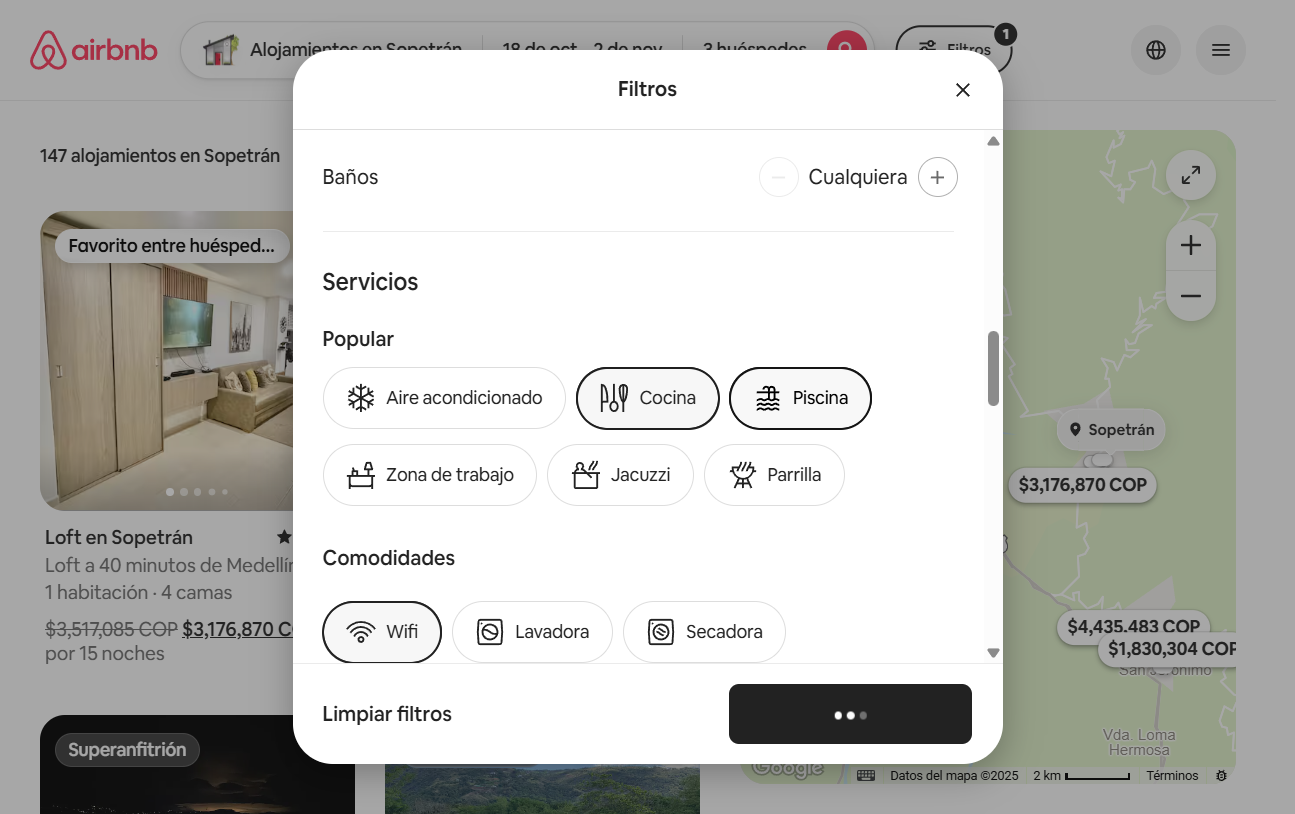 airbnb
Alojamientos en Sopetrán
18 de oct – 2 de nov
3 huéspedes
Filtros
1
147 alojamientos en Sopetrán
Favorito entre huésped...
Loft en Sopetrán
Loft a 40 minutos de Medellín
1 habitación · 4 camas
$3,517,085 COP $3,176,870 C
por 15 noches
Superanfitrión
Filtros
Baños
Cualquiera
Servicios
Popular
Aire acondicionado
Cocina
Piscina
Zona de trabajo
Jacuzzi
Parrilla
Comodidades
Wifi
Lavadora
Secadora
Limpiar filtros
Sopetrán
$3,176,870 COP
$4,435,483 COP
$1,830,304 COP
San Jerónimo
Vda. Loma
Hermosa
Google
Datos del mapa ©2025
2 km
Términos